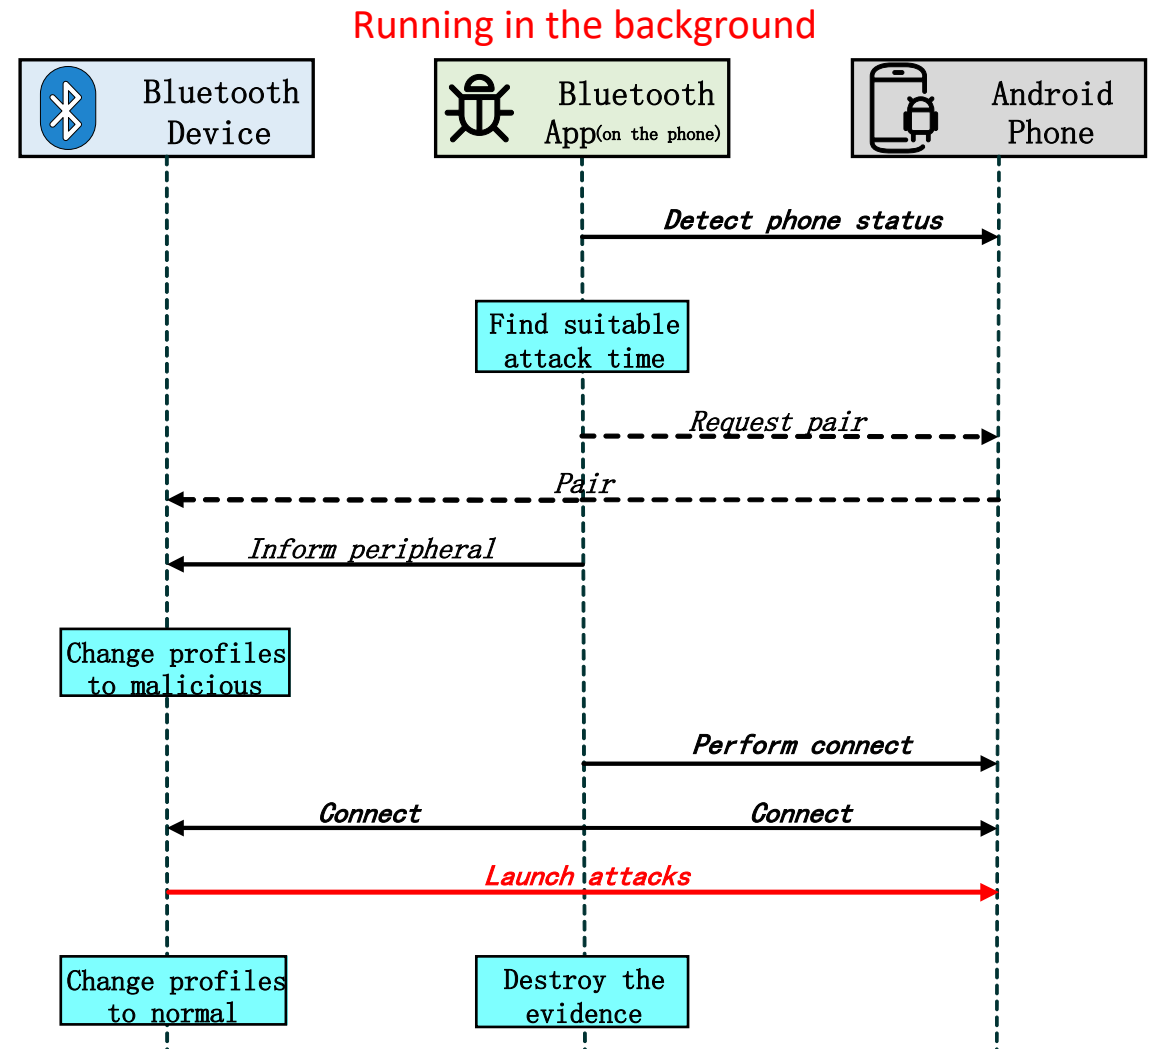 Running in the background
Bluetooth
Device
Bluetooth
App(on the phone)
Android
Phone
Detect phone status
Find suitable
attack time
Request pair
Pair
Inform peripheral
Change profiles
to malicious
Perform connect
Connect
Connect
Launch attacks
Change profiles
to normal
Destroy the
evidence